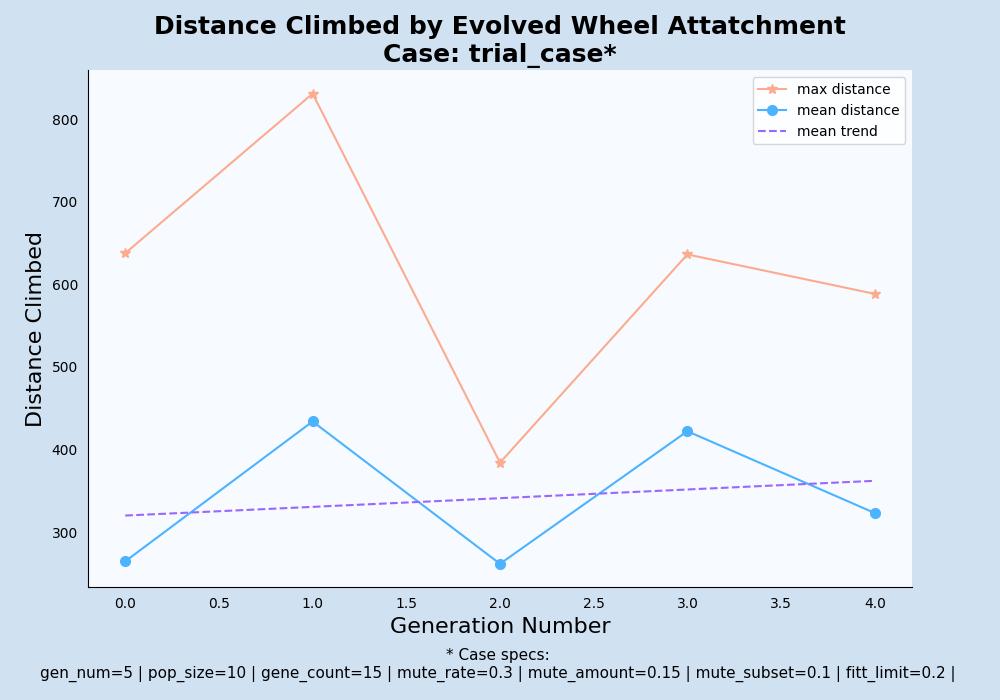 Distance Climbed by Evolved Wheel Attatchment
Case: trial_case*
max distance
mean distance
mean trend
Distance Climbed
800
700
600
500
400
300
0.0 0.5 1.0 1.5 2.0 2.5 3.0 3.5 4.0
Generation Number
* Case specs:
gen_num=5 | pop_size=10 | gene_count=15 | mute_rate=0.3 | mute_amount=0.15 | mute_subset=0.1 | fitt_limit=0.2 |